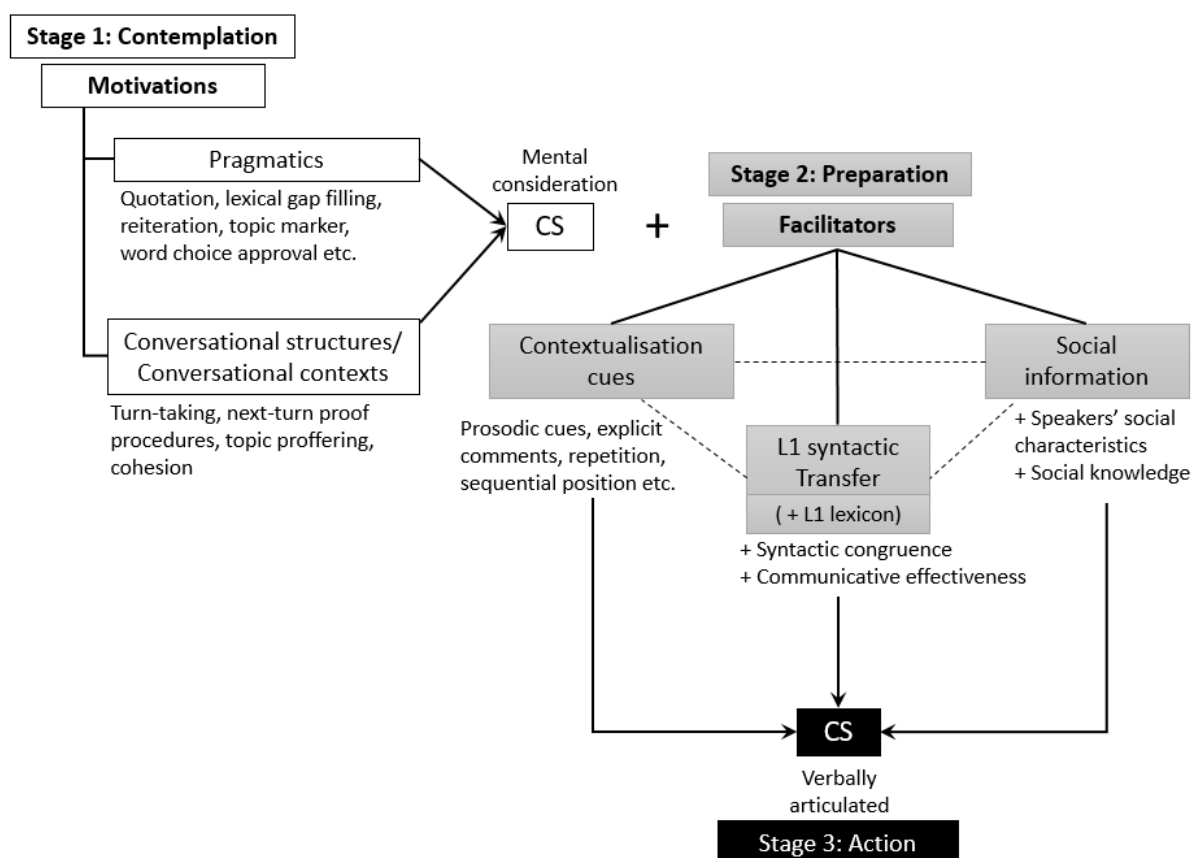 Stage 1: Contemplation
Motivations
Pragmatics
Quotation, lexical gap filling,
reiteration, topic marker,
word choice approval etc.
Conversational structures/
Conversational contexts
Turn-taking, next-turn proof
procedures, topic proffering,
cohesion
Mental
consideration
CS
+
Stage 2: Preparation
Facilitators
Contextualisation
cues
Prosodic cues, explicit
comments, repetition,
sequential position etc.
L1 syntactic
Transfer
( + L1 lexicon)
+ Syntactic congruence
+ Communicative effectiveness
Social
information
+ Speakers’ social
characteristics
+ Social knowledge
CS
Verbally
articulated
Stage 3: Action